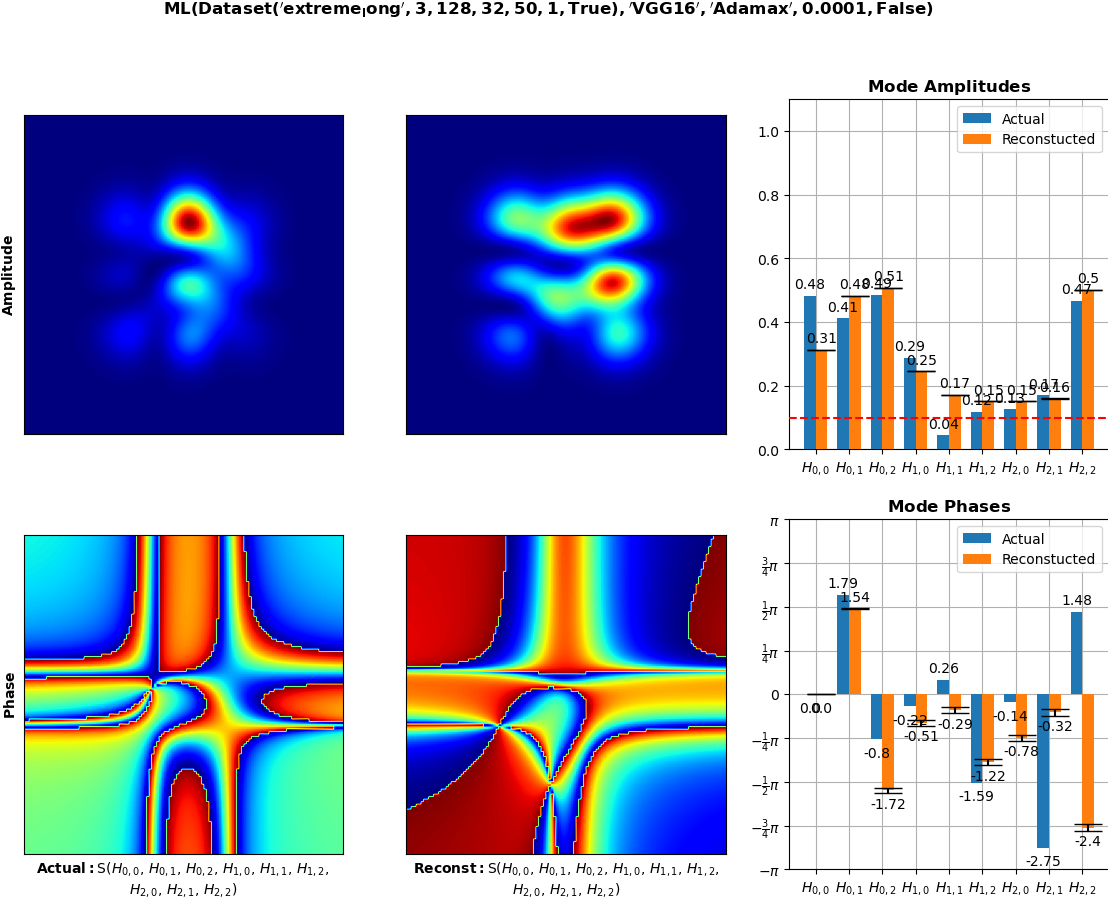 ML(Dataset('extreme_long', 3, 128, 32, 50, 1, True), 'VGG16', 'Adamax', 0.0001, False)
Amplitude
Mode Amplitudes
Actual
Reconstucted
1.0
0.8
0.6
0.4
0.2
0.0
0.48
0.41
0.49
0.29
0.04
0.12
0.13
0.17
0.47
0.31
0.48
0.51
0.25
0.17
0.15
0.15
0.16
0.5
H0,0 H0,1 H0,2 H1,0 H1,1 H1,2 H2,0 H2,1 H2,2
Phase
Actual: S(H0,0, H0,1, H0,2, H1,0, H1,1, H1,2,
H2,0, H2,1, H2,2)
Reconst: S(H0,0, H0,1, H0,2, H1,0, H1,1, H1,2,
H2,0, H2,1, H2,2)
Mode Phases
Actual
Reconstucted
π
3/4π
1/2π
1/4π
0
−1/4π
−1/2π
−3/4π
−π
0.0
1.79
-0.8
-0.22
0.26
-1.59
-0.14
-2.75
1.48
0.0
1.54
-1.72
-0.51
-0.29
-1.22
-0.78
-0.32
-2.4
H0,0 H0,1 H0,2 H1,0 H1,1 H1,2 H2,0 H2,1 H2,2